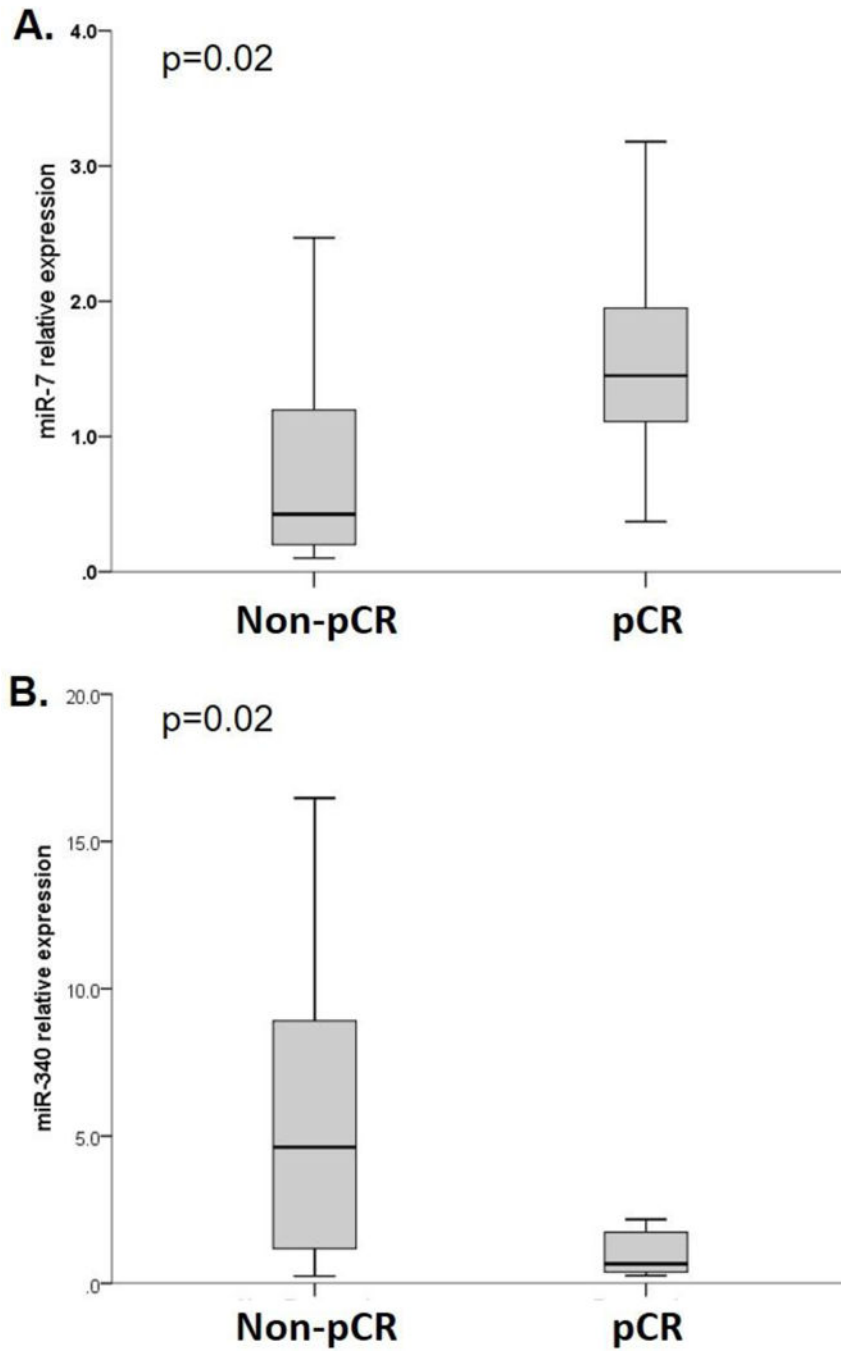 A.
p=0.02
4.0
3.0
2.0
1.0
.0
miR-7 relative expression
Non-pCR pCR
B.
p=0.02
20.0
15.0
10.0
5.0
.0
miR-340 relative expression
Non-pCR pCR